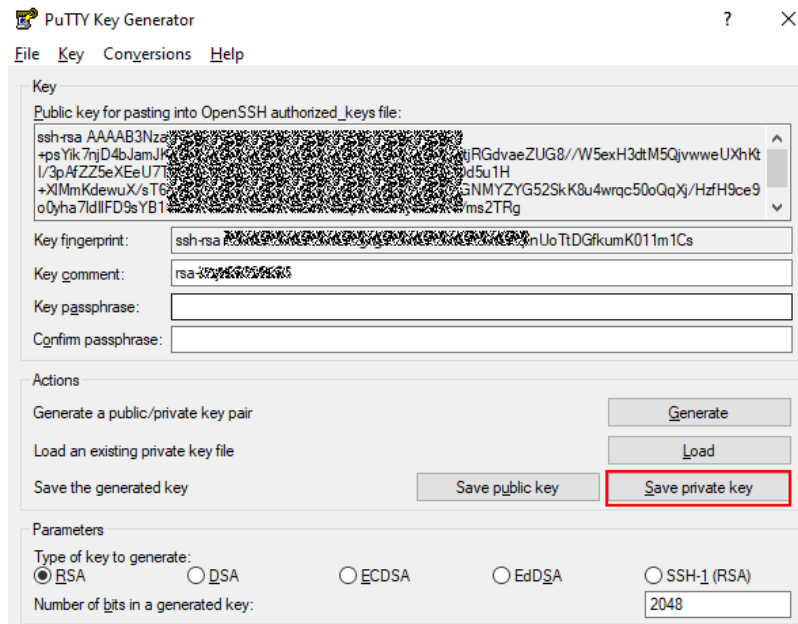 PuTTY Key Generator ? X
File Key Conversions Help
Key
Public key for pasting into OpenSSH authorized_keys file:
ssh-rsa AAAAB3Nza
+psYik7njD4bJamJK tjRGdvaeZUG8//W5exH3dtM5QjvwweUXhKt
l/3pAfZZ5eXEeU7T Jd5u1H
+XlMmKdewuX/sT6 GNMYZYG52SkK8u4wrqc50oQqXj/HzfH9ce9
o0yha7ldIlFD9sYB1 /ms2TRg
Key fingerprint: ssh-rsa nUoTtDGfkumK011m1Cs
Key comment: rsa-
Key passphrase:
Confirm passphrase:
Actions
Generate a public/private key pair Generate
Load an existing private key file Load
Save the generated key Save public key Save private key
Parameters
Type of key to generate:
RSA DSA ECDSA EdDSA SSH-1 (RSA)
Number of bits in a generated key: 2048